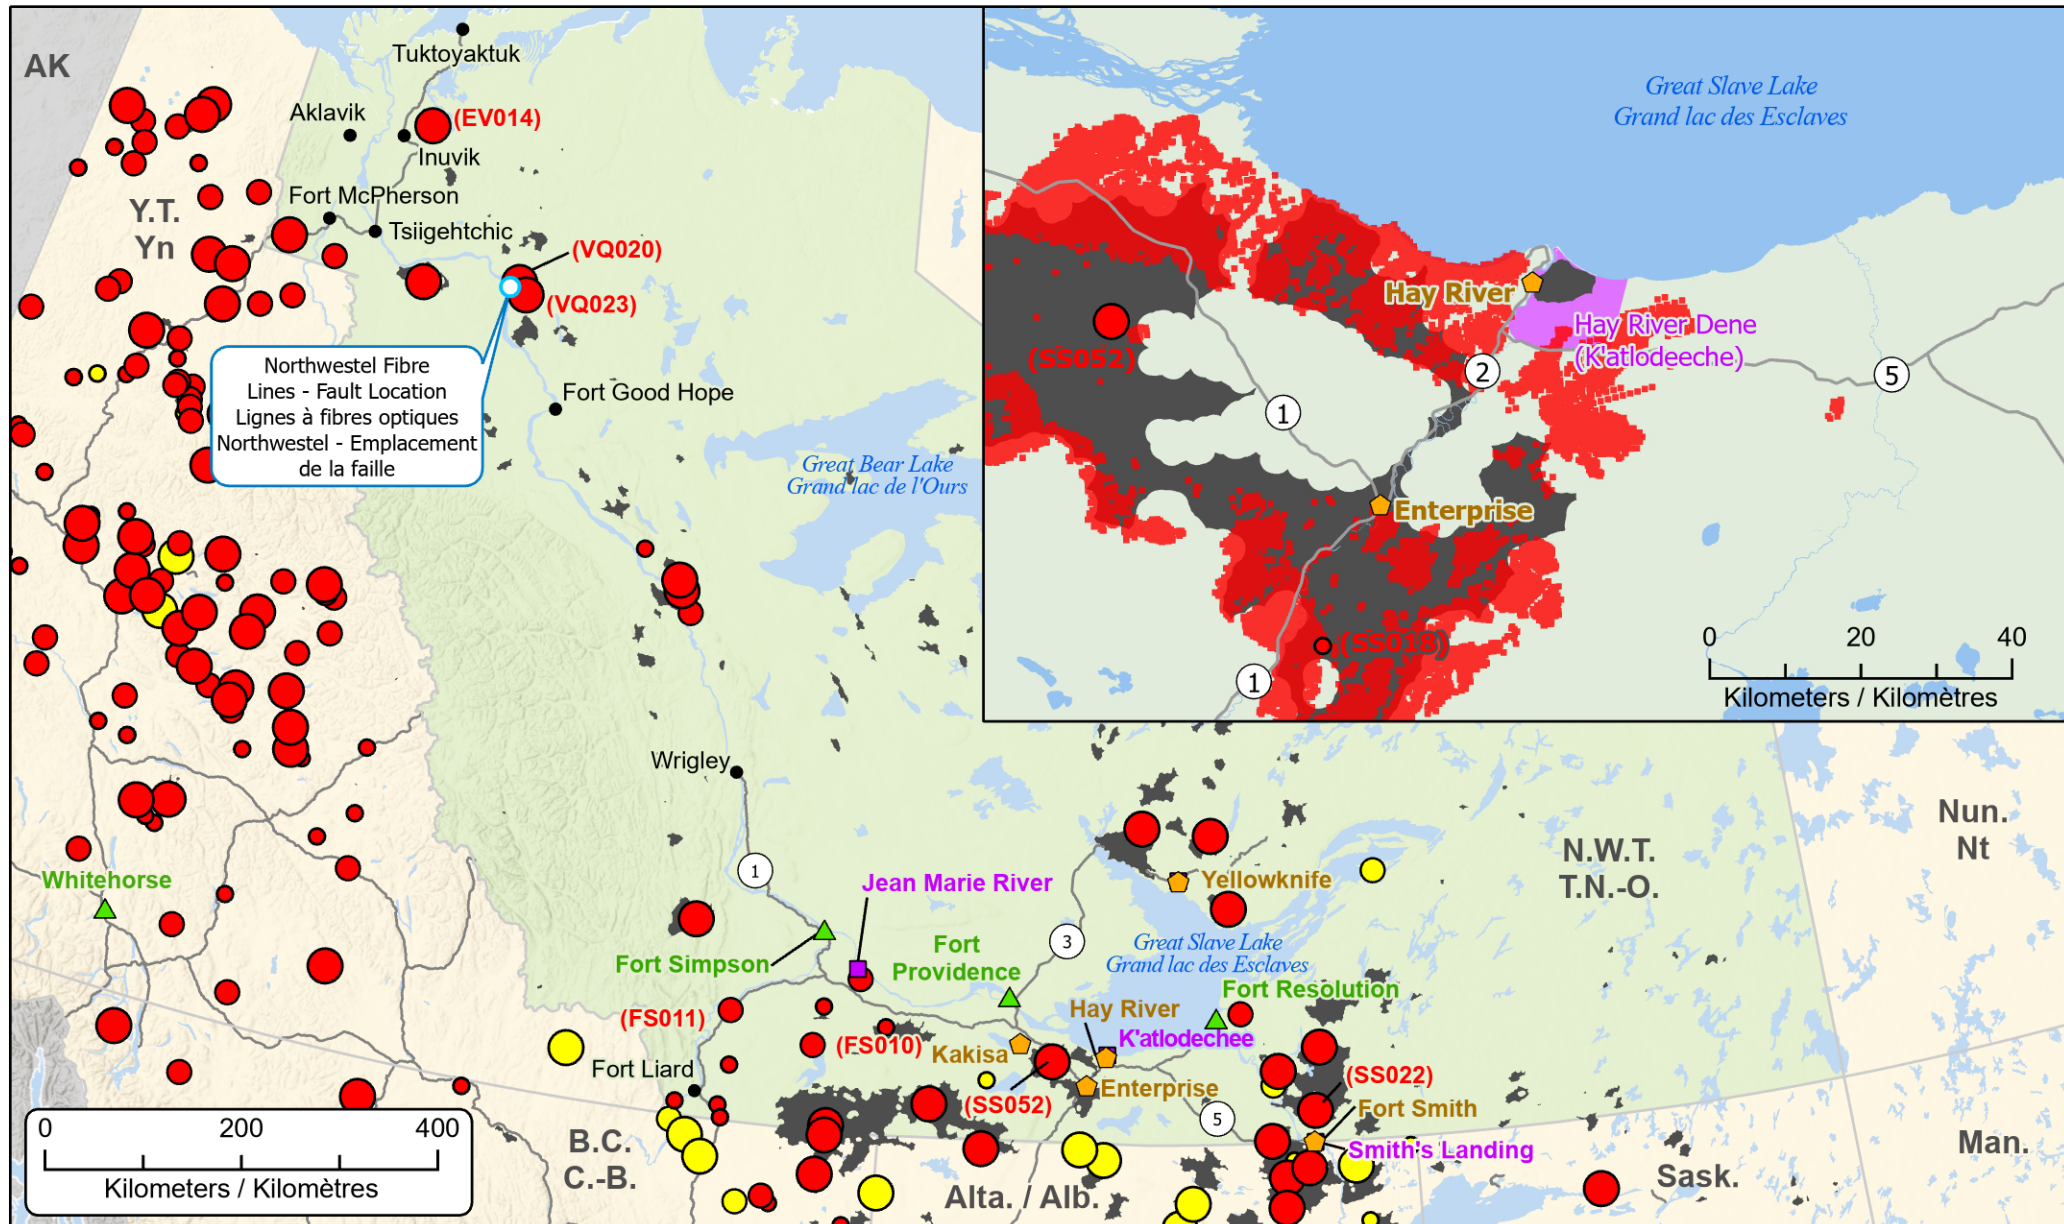 AK
Tuktoyaktuk
Aklavik
(EV014)
Inuvik
Fort McPherson
Y.T.
Yn
Tsiigehtchic
(VQ020)
(VQ023)
Northwestel Fibre
Lines - Fault Location
Lignes à fibres optiques
Northwestel - Emplacement
de la faille
Fort Good Hope
Great Bear Lake
Grand lac de l'Ours
Great Slave Lake
Grand lac des Esclaves
Hay River
Hay River Dene
(K'atlodeeche)
(SS052)
2
5
1
Enterprise
(SS018)
1
0 20 40
Kilometers / Kilomètres
Wrigley
Nun.
Nt
N.W.T.
T.N.-O.
Whitehorse
1
Jean Marie River
Yellowknife
3
Fort Simpson
Fort
Providence
Great Slave Lake
Grand lac des Esclaves
Fort Resolution
(FS011)
Hay River
K'atlodechee
(FS010)
Kakisa
Fort Liard
(SS052)
Enterprise
5
(SS022)
Fort Smith
Smith's Landing
0 200 400
Kilometers / Kilomètres
B.C.
C.-B.
Alta. / Alb.
Sask.
Man.